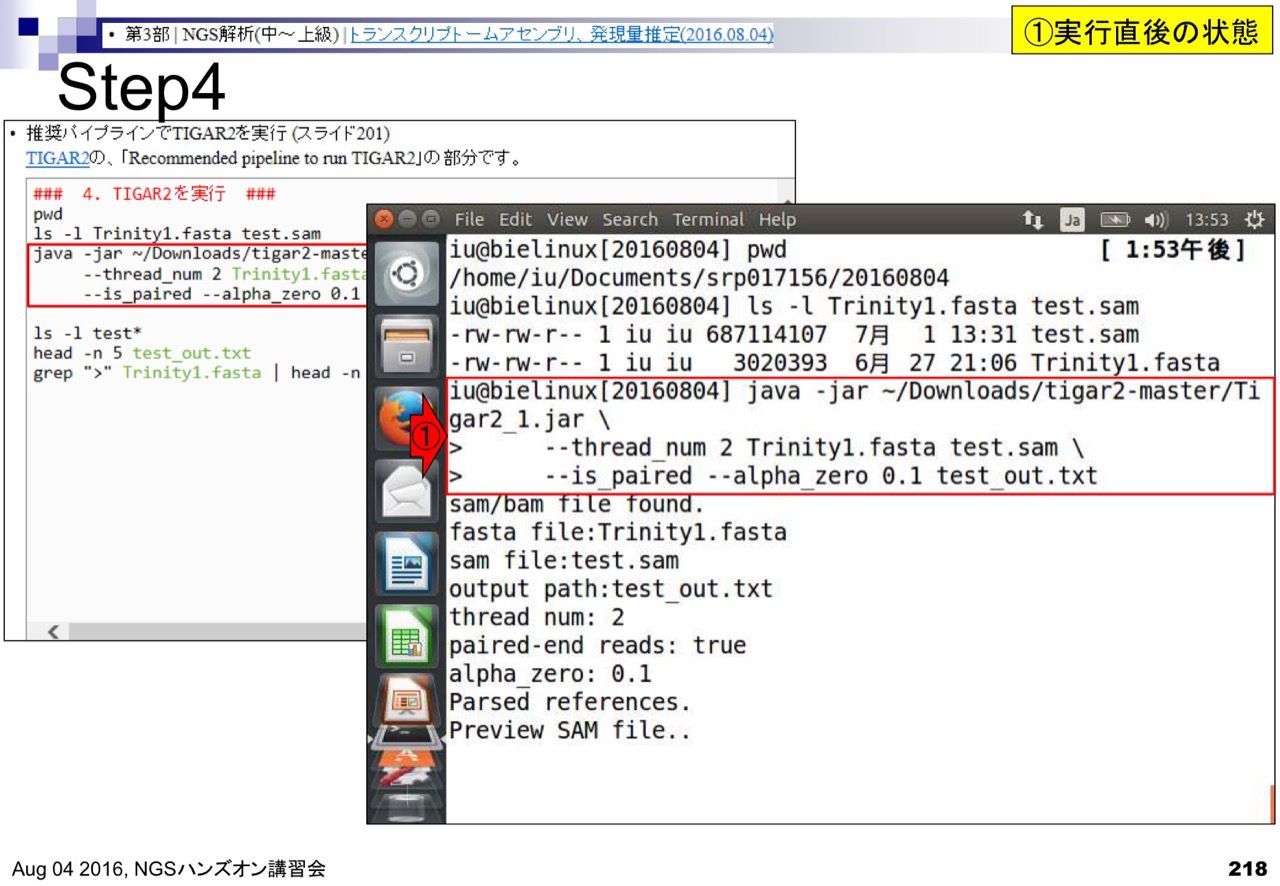 • 第3部 | NGS解析(中～上級) | トランスクリプトームアセンブリ、発現量推定(2016.08.04)
①実行直後の状態
Step4
• 推奨パイプラインでTIGAR2を実行 (スライド201)
TIGAR2の、「Recommended pipeline to run TIGAR2」の部分です。
### 4. TIGAR2を実行 ###
pwd
ls -l Trinity1.fasta test.sam
java -jar ~/Downloads/tigar2-maste
--thread_num 2 Trinity1.fasta
--is_paired --alpha_zero 0.1
ls -l test*
head -n 5 test_out.txt
grep ">" Trinity1.fasta | head -n
File Edit View Search Terminal Help
Ja
13:53
iu@bielinux[20160804] pwd [ 1:53午後]
/home/iu/Documents/srp017156/20160804
iu@bielinux[20160804] ls -l Trinity1.fasta test.sam
-rw-rw-r-- 1 iu iu 687114107 7月 1 13:31 test.sam
-rw-rw-r-- 1 iu iu 3020393 6月 27 21:06 Trinity1.fasta
iu@bielinux[20160804] java -jar ~/Downloads/tigar2-master/Ti
gar2_1.jar \
> --thread_num 2 Trinity1.fasta test.sam \
> --is_paired --alpha_zero 0.1 test_out.txt
①
sam/bam file found.
fasta file:Trinity1.fasta
sam file:test.sam
output path:test_out.txt
thread num: 2
paired-end reads: true
alpha_zero: 0.1
Parsed references.
Preview SAM file..
Aug 04 2016, NGSハンズオン講習会
218